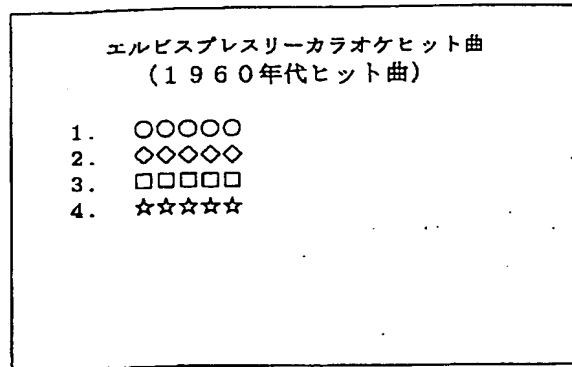 エルビスプレスリーカラオケヒット曲
（１９６０年代ヒット曲）
１．　○○○○○
２．　◇◇◇◇◇
３．　□□□□□
４．　☆☆☆☆☆